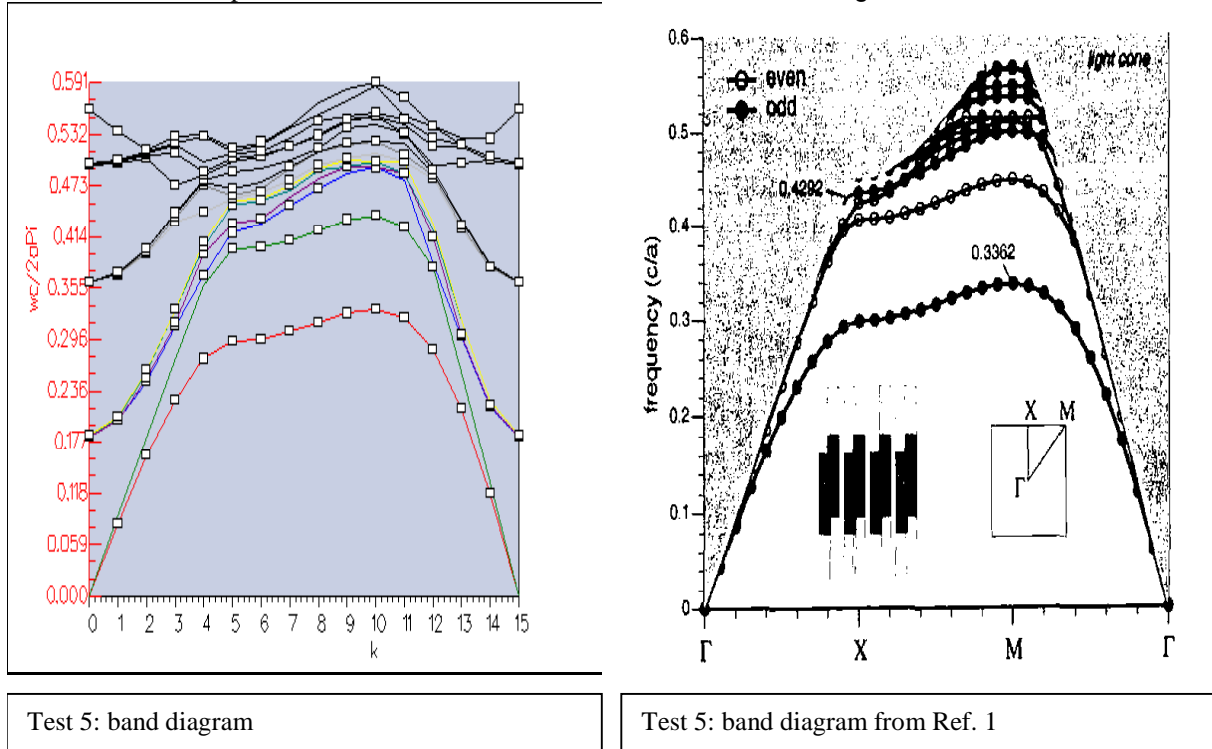 0.591
0.532
0.473
0.414
0.355
0.296
0.236
0.177
0.118
0.059
0.000
wc/2aPi
0 1 2 3 4 5 6 7 8 9 10 11 12 13 14 15
k
0.6
0.5
0.4
0.3
0.2
0.1
0
frequency (c/a)
even
odd
light cone
0.4292
0.3362
X M
Γ
Γ X M Γ
Test 5: band diagram
Test 5: band diagram from Ref. 1